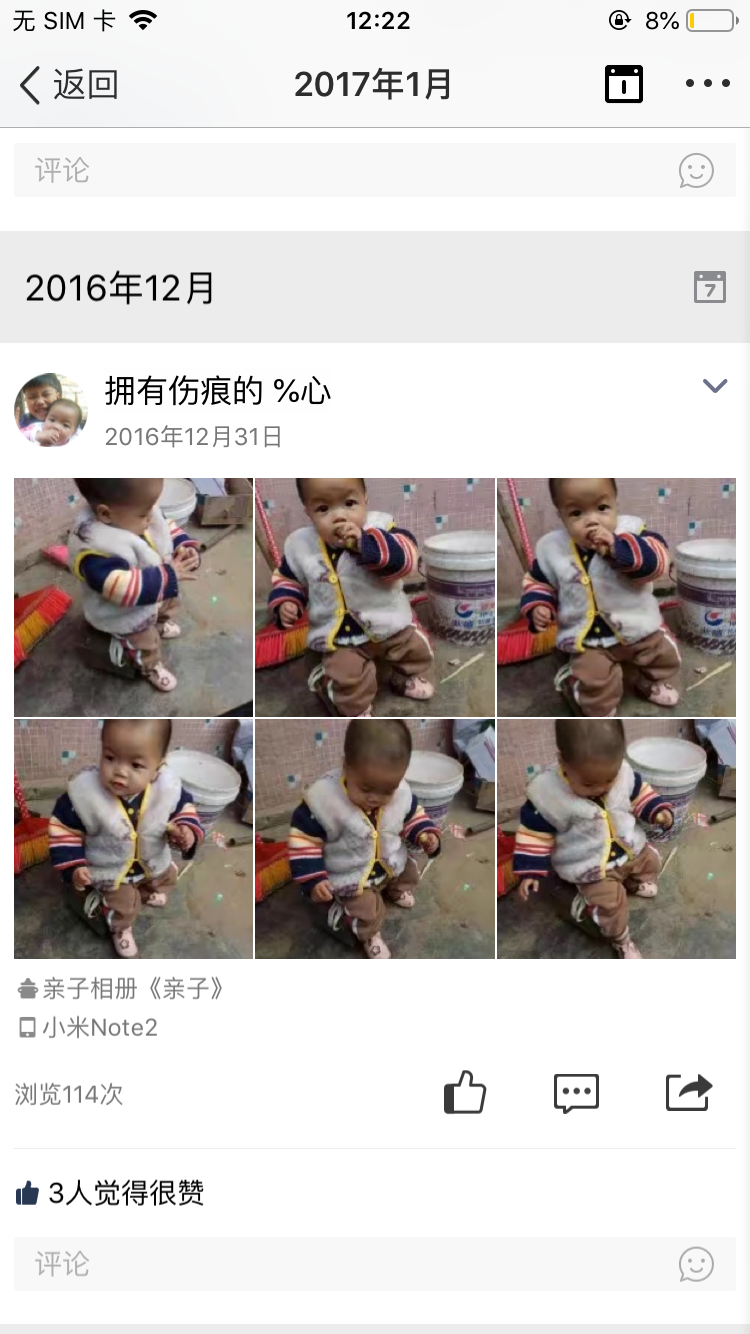 无 SIM 卡 12:22 8%
返回 2017年1月
评论
2016年12月
7
拥有伤痕的 %心
2016年12月31日
亲子相册《亲子》
小米Note2
浏览114次
3人觉得很赞
评论